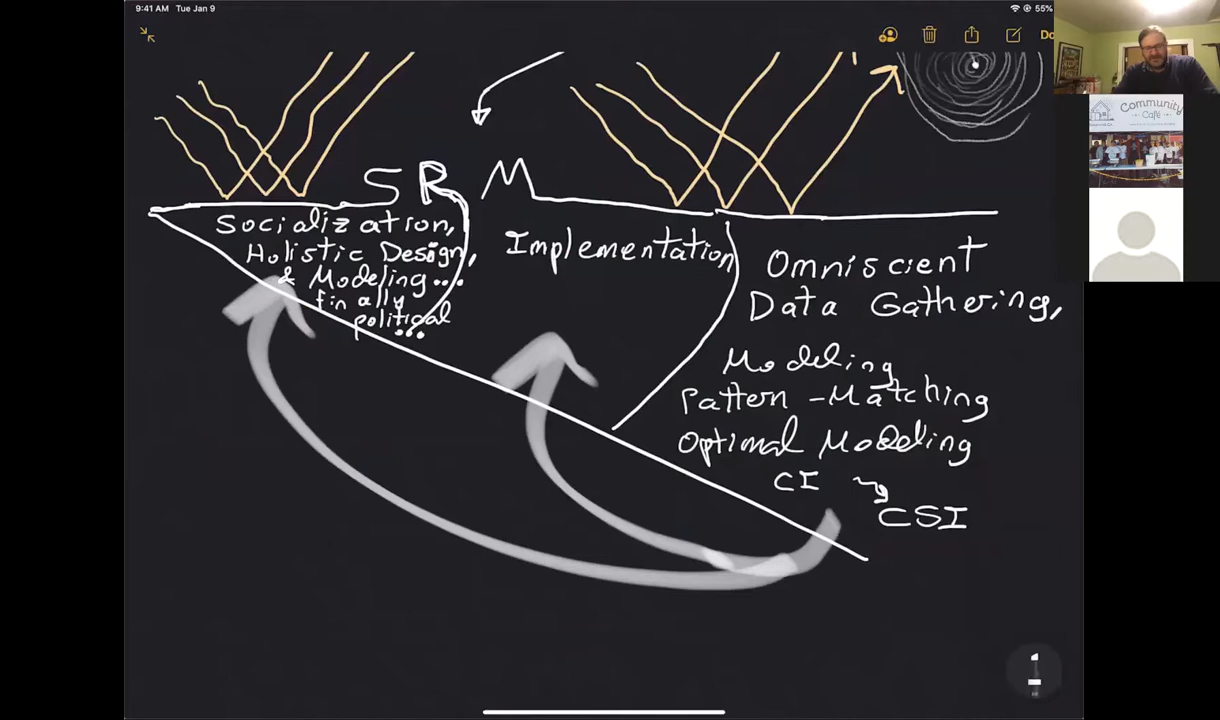 9:41 AM Tue Jan 9
55%
Do
Community
Café
S R M
Socialization,
Holistic Design,
& Modeling...
finally
political
...
Implementation
Omniscient
Data Gathering,
Modeling
Pattern-Matching
Optimal Modeling
CI
CSI
1